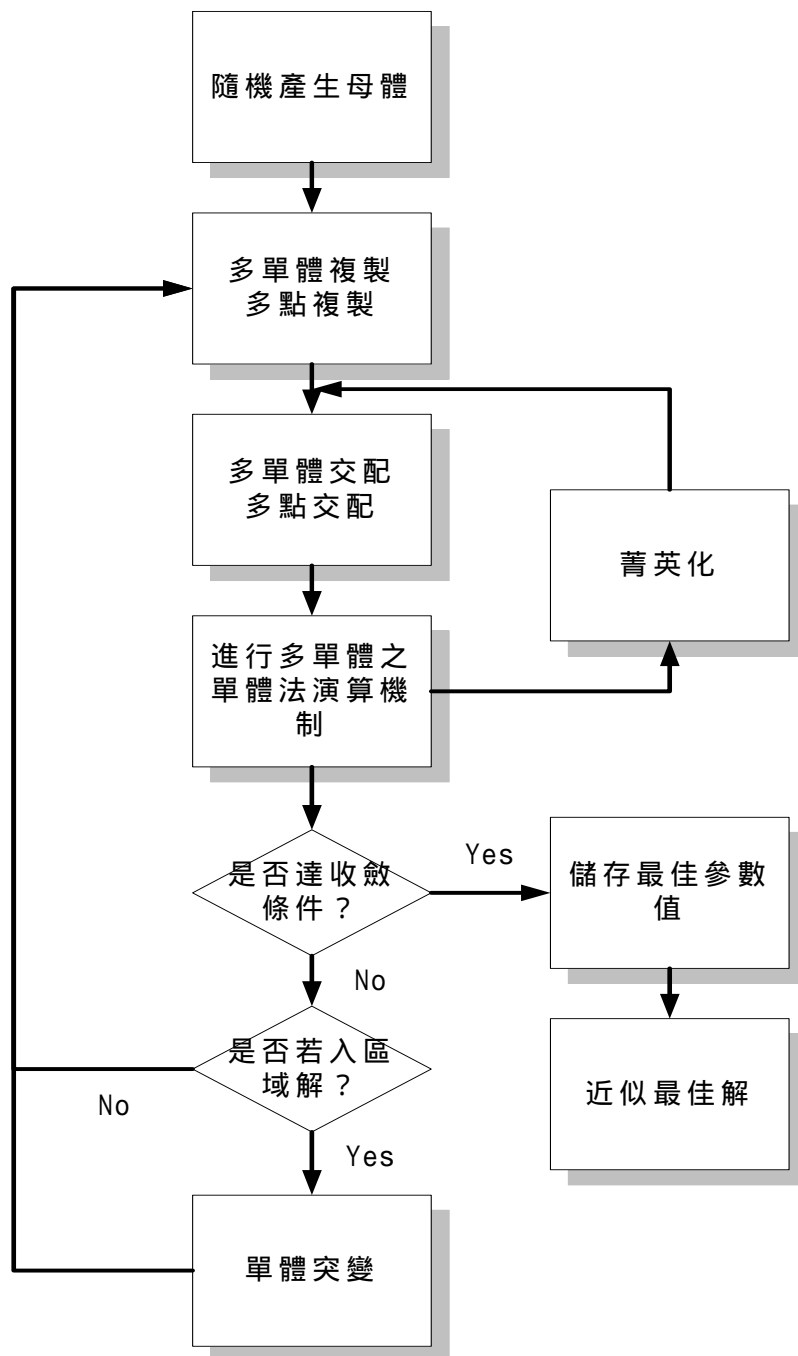 隨機產生母體
多單體複製
多點複製
多單體交配
多點交配
菁英化
進行多單體之
單體法演算機
制
是否達收斂
條件？
Yes
儲存最佳參數
值
No
是否若入區
域解？
近似最佳解
No
Yes
單體突變